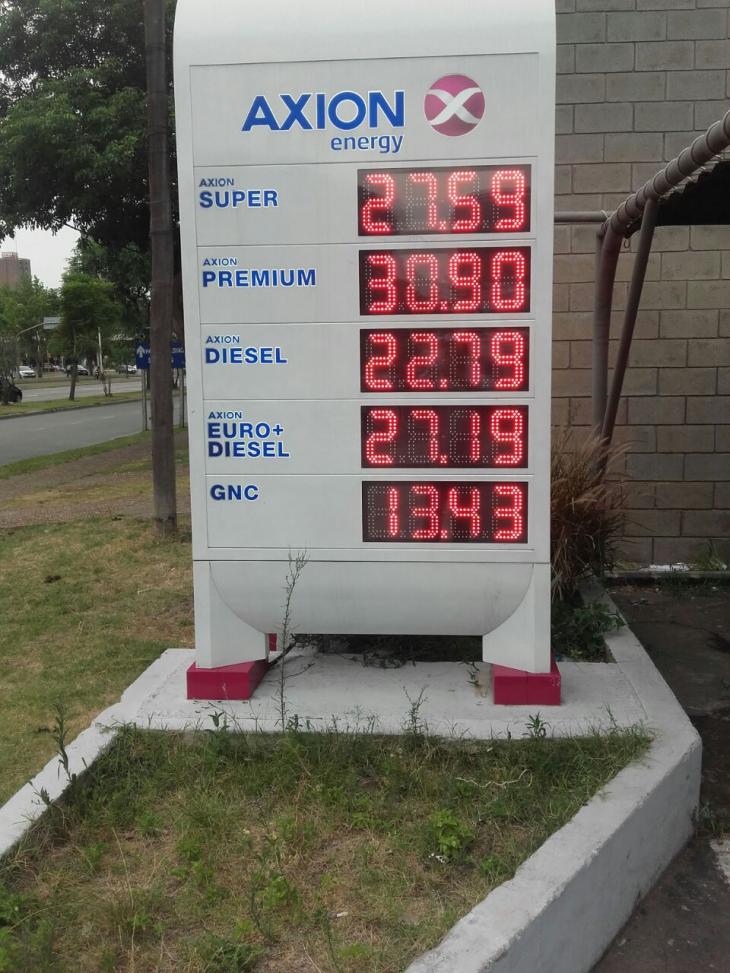 AXION
energy
AXION
SUPER 27.59
AXION
PREMIUM 30.90
AXION
DIESEL 22.79
AXION
EURO+
DIESEL 27.19
GNC 13.43